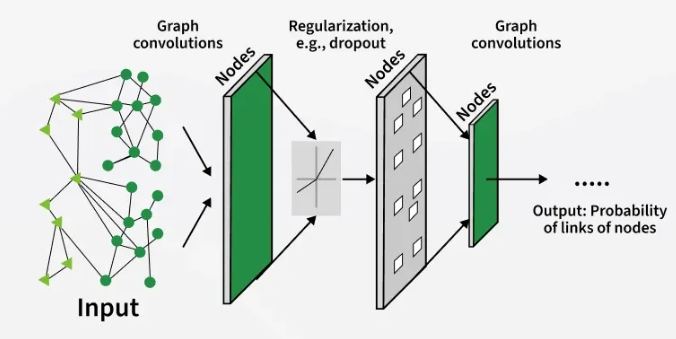 Graph
convolutions
Regularization,
e.g., dropout
Graph
convolutions
Nodes
Nodes
Nodes
Input
.....
Output: Probability
of links of nodes